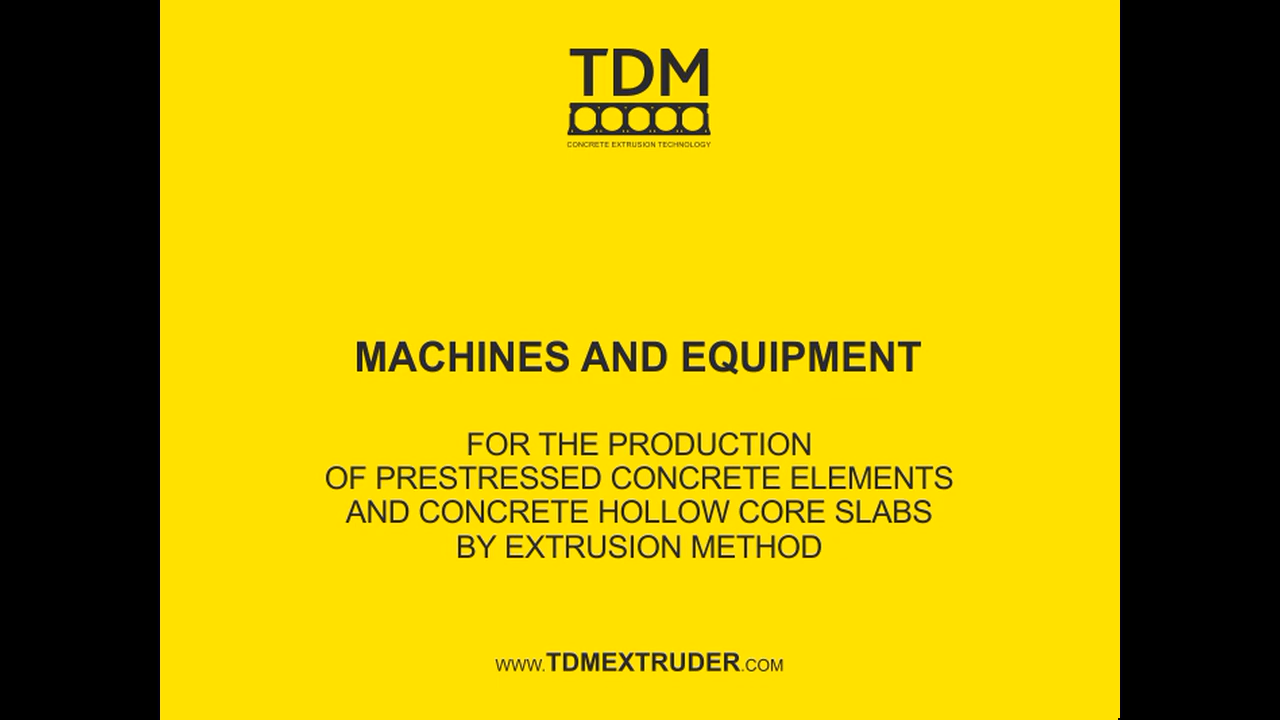 TDM
CONCRETE EXTRUSION TECHNOLOGY
MACHINES AND EQUIPMENT
FOR THE PRODUCTION
OF PRESTRESSED CONCRETE ELEMENTS
AND CONCRETE HOLLOW CORE SLABS
BY EXTRUSION METHOD
WWW.TDMEXTRUDER.COM